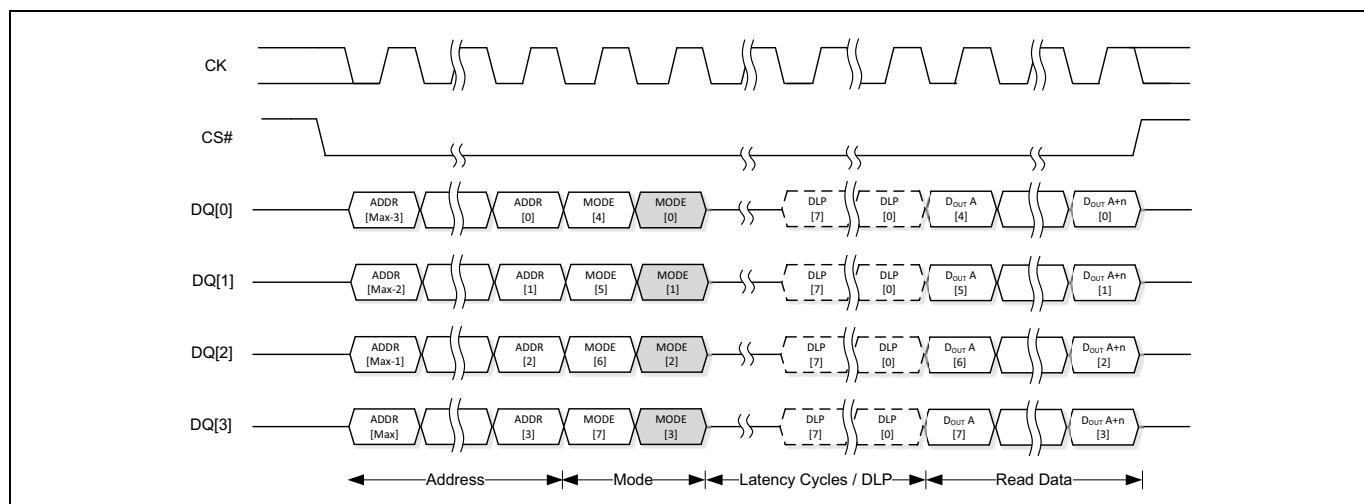 CK
CS#
DQ[0]
ADDR
[Max-3]
ADDR
[0]
MODE
[4]
MODE
[0]
DLP
[7]
DLP
[0]
DOUT A
[4]
DOUT A+n
[0]
DQ[1]
ADDR
[Max-2]
ADDR
[1]
MODE
[5]
MODE
[1]
DLP
[7]
DLP
[0]
DOUT A
[5]
DOUT A+n
[1]
DQ[2]
ADDR
[Max-1]
ADDR
[2]
MODE
[6]
MODE
[2]
DLP
[7]
DLP
[0]
DOUT A
[6]
DOUT A+n
[2]
DQ[3]
ADDR
[Max]
ADDR
[3]
MODE
[7]
MODE
[3]
DLP
[7]
DLP
[0]
DOUT A
[7]
DOUT A+n
[3]
Address
Mode
Latency Cycles / DLP
Read Data